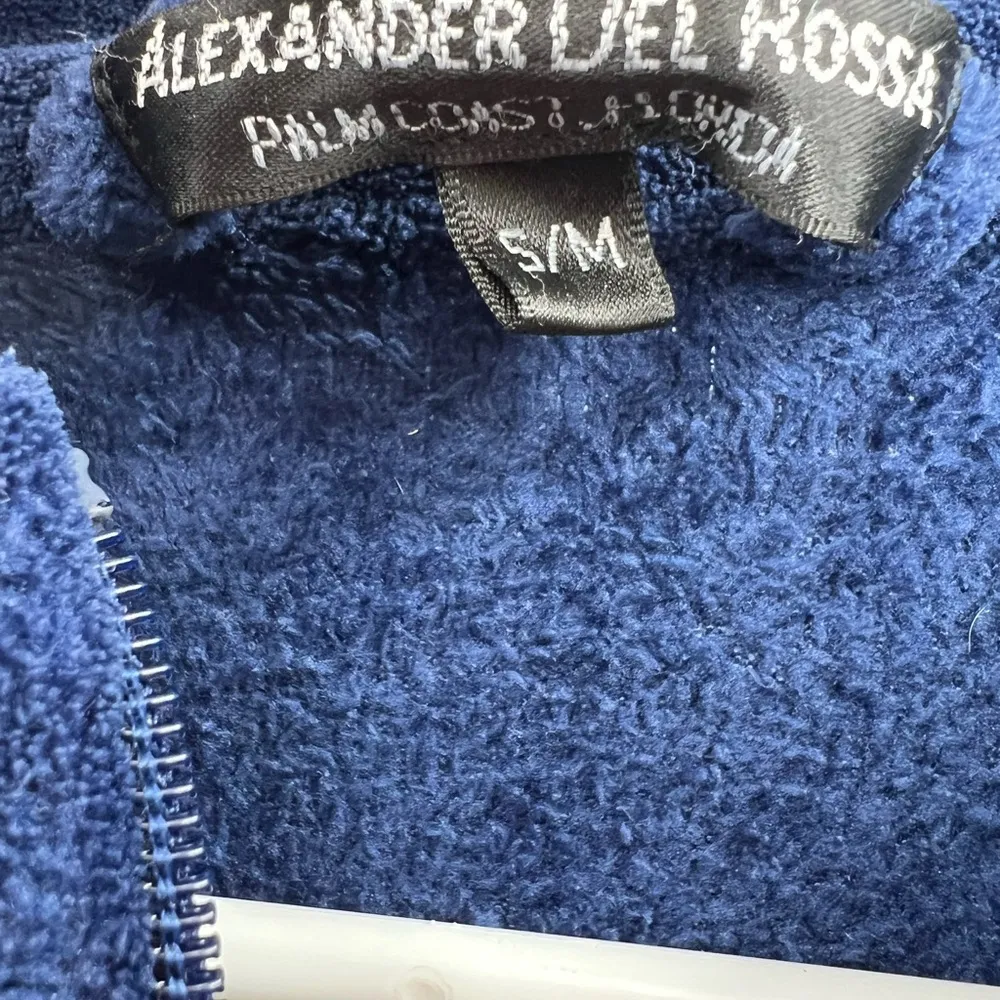 ALEXANDER DEL ROSSA
PALM COAST, FLORIDA
S/M